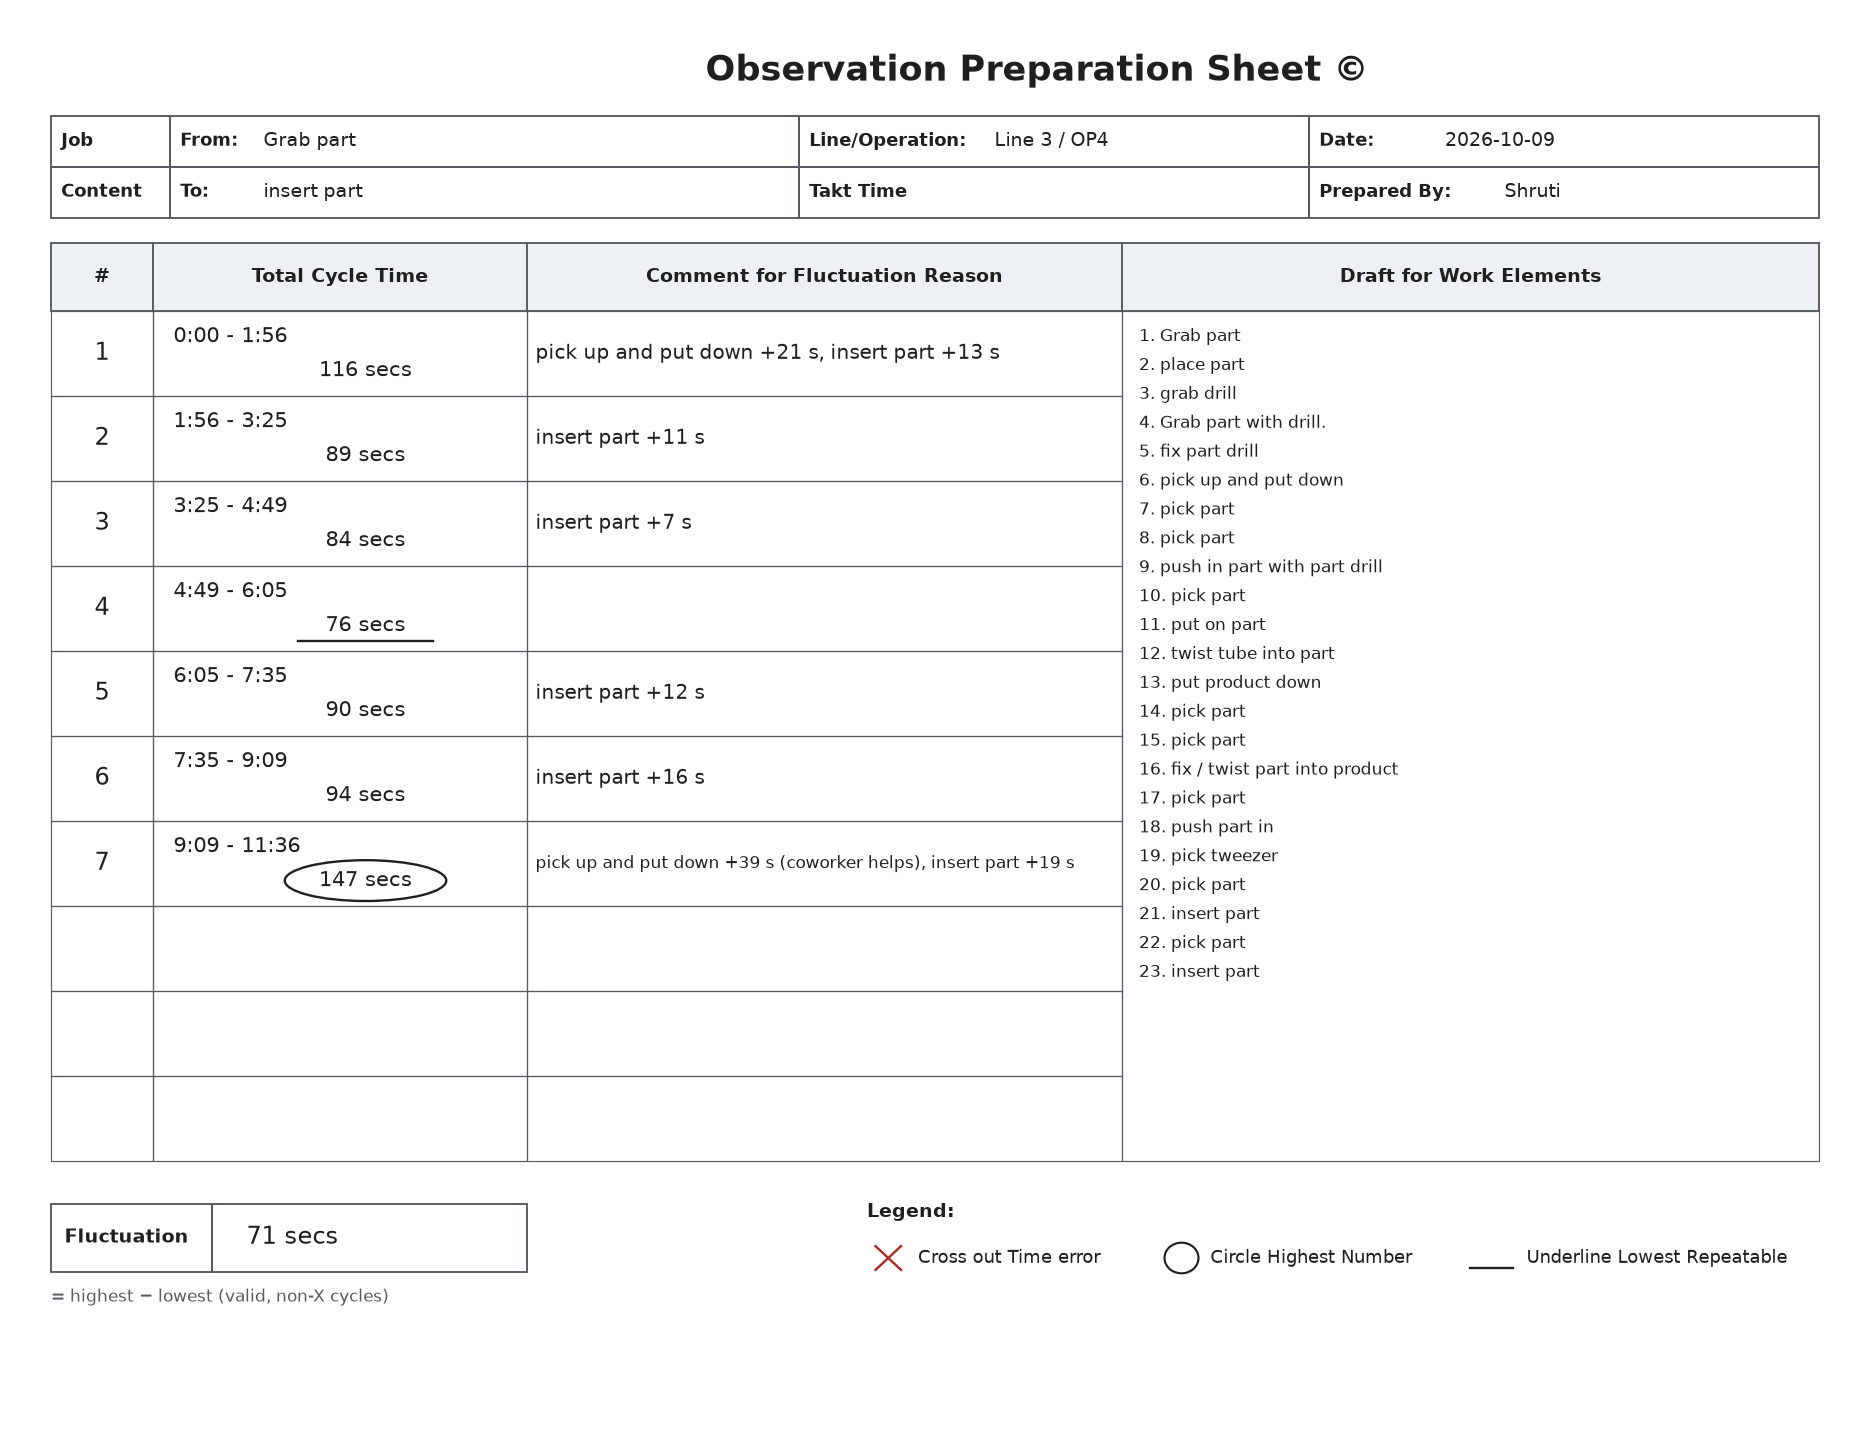 Observation Preparation Sheet ©
Job From: Grab part Line/Operation: Line 3 / OP4 Date: 2026-10-09
Content To: insert part Takt Time Prepared By: Shruti
# Total Cycle Time Comment for Fluctuation Reason Draft for Work Elements
1
0:00 - 1:56
116 secs
pick up and put down +21 s, insert part +13 s
2
1:56 - 3:25
89 secs
insert part +11 s
3
3:25 - 4:49
84 secs
insert part +7 s
4
4:49 - 6:05
76 secs
5
6:05 - 7:35
90 secs
insert part +12 s
6
7:35 - 9:09
94 secs
insert part +16 s
7
9:09 - 11:36
147 secs
pick up and put down +39 s (coworker helps), insert part +19 s
1. Grab part
2. place part
3. grab drill
4. Grab part with drill.
5. fix part drill
6. pick up and put down
7. pick part
8. pick part
9. push in part with part drill
10. pick part
11. put on part
12. twist tube into part
13. put product down
14. pick part
15. pick part
16. fix / twist part into product
17. pick part
18. push part in
19. pick tweezer
20. pick part
21. insert part
22. pick part
23. insert part
Fluctuation 71 secs
= highest − lowest (valid, non-X cycles)
Legend:
Cross out Time error Circle Highest Number Underline Lowest Repeatable